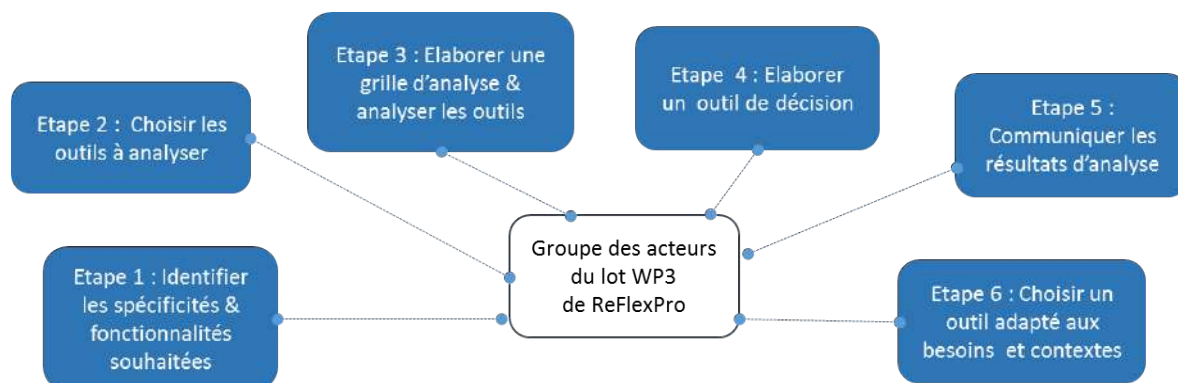 Etape 1 : Identifier
les spécificités &
fonctionnalités
souhaitées
Etape 2 : Choisir les
outils à analyser
Etape 3 : Elaborer une
grille d'analyse &
analyser les outils
Etape 4 : Elaborer
un outil de décision
Etape 5 :
Communiquer les
résultats d'analyse
Etape 6 : Choisir un
outil adapté aux
besoins et contextes
Groupe des acteurs
du lot WP3
de ReFlexPro